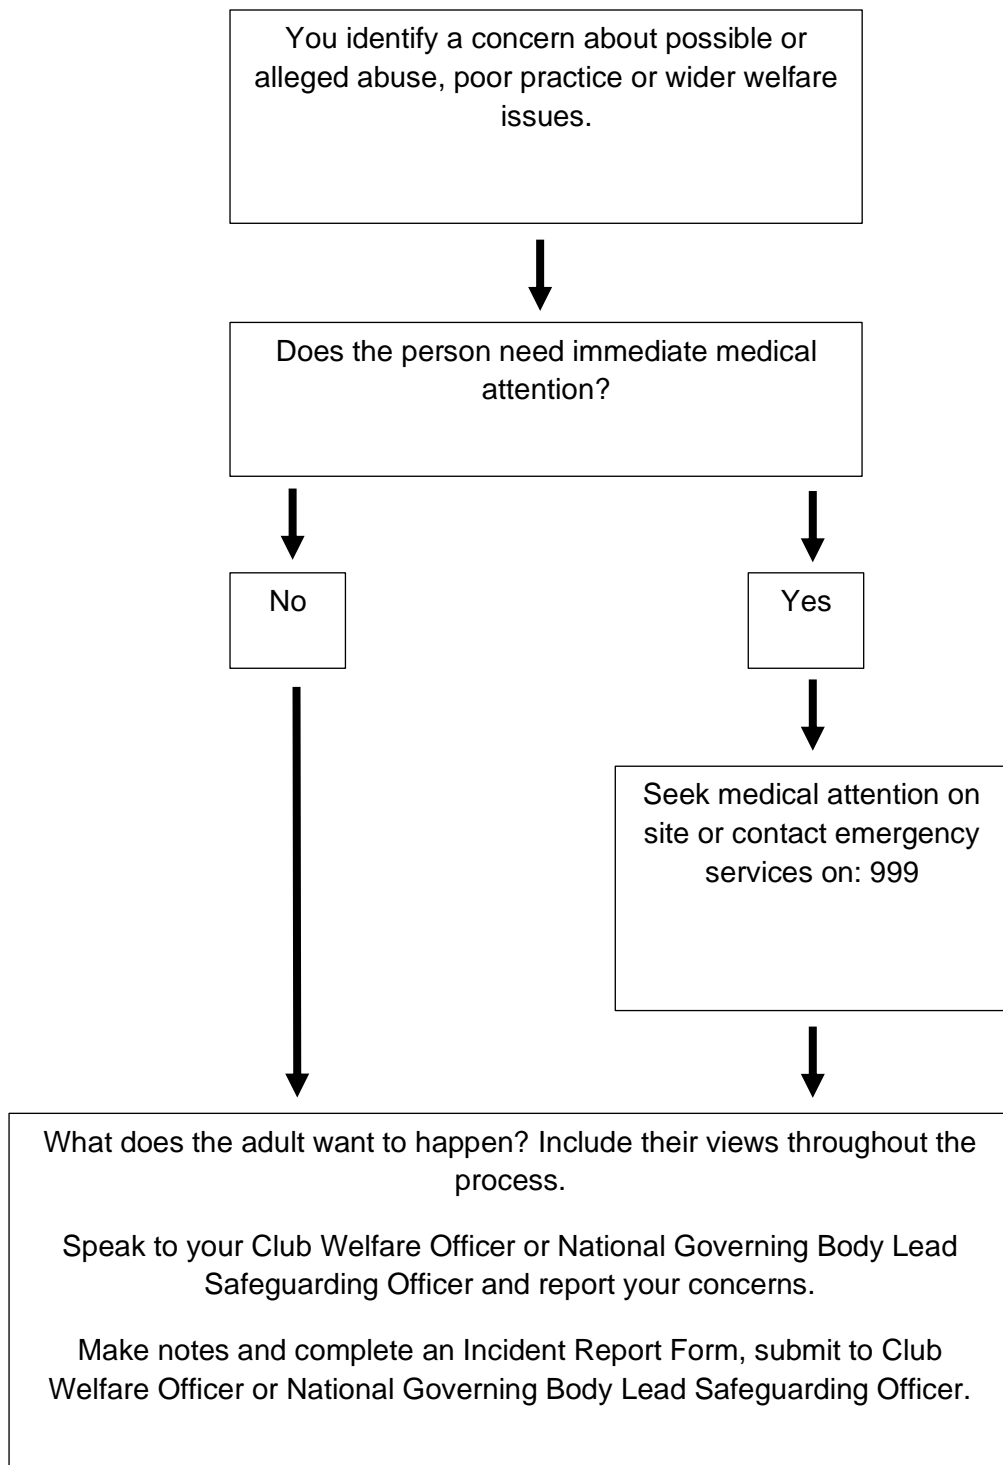 You identify a concern about possible or
alleged abuse, poor practice or wider welfare
issues.
Does the person need immediate medical
attention?
No
Yes
Seek medical attention on
site or contact emergency
services on: 999
What does the adult want to happen? Include their views throughout the
process.
Speak to your Club Welfare Officer or National Governing Body Lead
Safeguarding Officer and report your concerns.
Make notes and complete an Incident Report Form, submit to Club
Welfare Officer or National Governing Body Lead Safeguarding Officer.